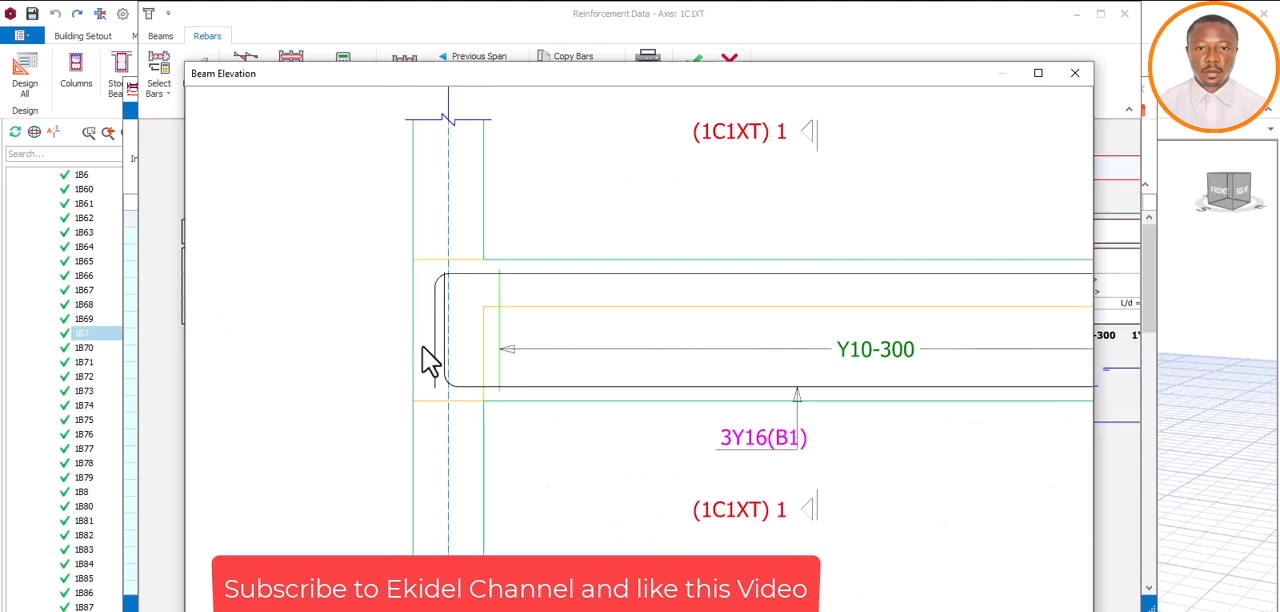 Reinforcement Data - Axis: 1C1XT
Building Setout
M
Beams
Rebars
Design
All
Columns
Design
Select
Bars
Previous Span
Copy Bars
Search...
Beam Elevation
(1C1XT) 1
FRONT
Y10-300
3Y16(B1)
(1C1XT) 1
L/d =
-300
1B6
1B60
1B61
1B62
1B63
1B64
1B65
1B66
1B67
1B68
1B69
1B7
1B70
1B71
1B72
1B73
1B74
1B75
1B76
1B77
1B78
1B79
1B8
1B80
1B81
1B82
1B83
1B84
1B85
1B86
1B87
Subscribe to Ekidel Channel and like this Video